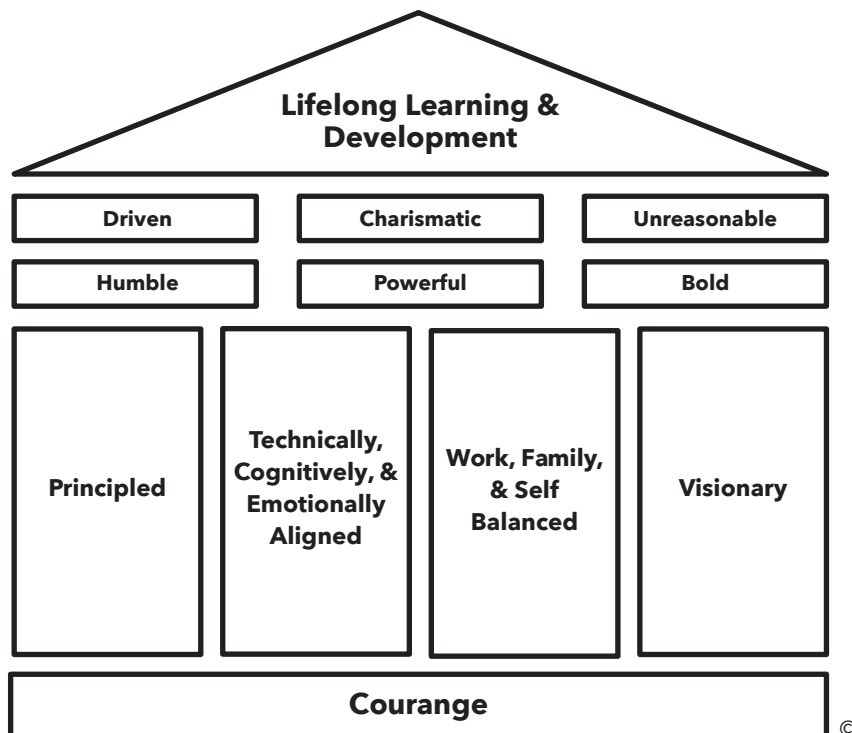 Lifelong Learning &
Development
Driven
Charismatic
Unreasonable
Humble
Powerful
Bold
Principled
Technically,
Cognitively, &
Emotionally
Aligned
Work, Family,
& Self
Balanced
Visionary
Courange
©